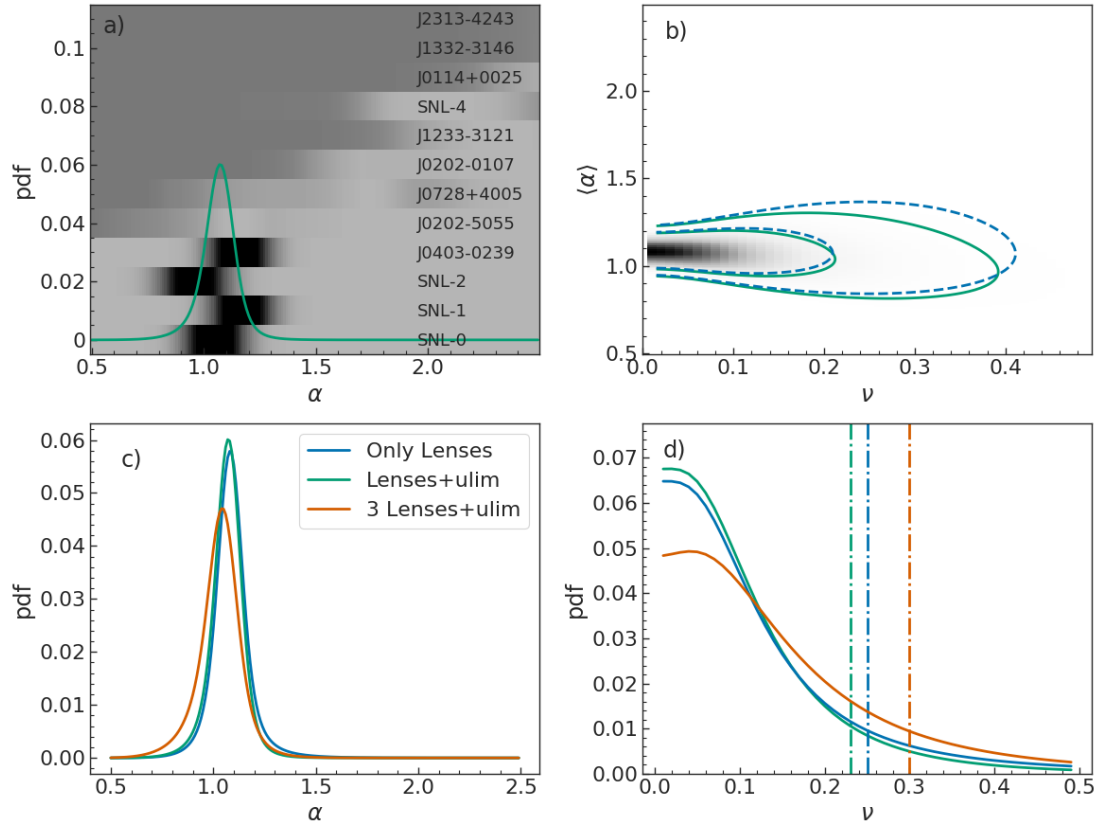 a)
J2313-4243
J1332-3146
J0114+0025
SNL-4
J1233-3121
J0202-0107
J0728+4005
J0202-5055
J0403-0239
SNL-2
SNL-1
SNL-0
pdf
0.1
0.08
0.06
0.04
0.02
0
0.5 1.0 1.5 2.0
α
b)
⟨α⟩
2.0
1.5
1.0
0.5
0.0 0.1 0.2 0.3 0.4
ν
c)
Only Lenses
Lenses+ulim
3 Lenses+ulim
pdf
0.06
0.05
0.04
0.03
0.02
0.01
0.00
0.5 1.0 1.5 2.0 2.5
α
d)
pdf
0.07
0.06
0.05
0.04
0.03
0.02
0.01
0.00
0.0 0.1 0.2 0.3 0.4 0.5
ν